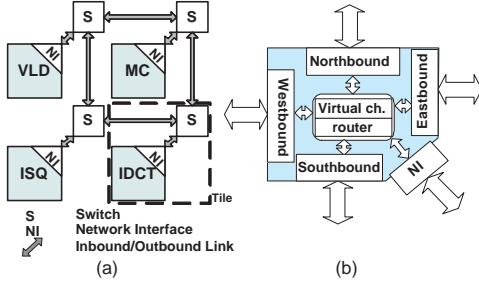 S
S
NI
NI
VLD
MC
S
S
NI
NI
ISQ
IDCT
Tile
S Switch
NI Network Interface
Inbound/Outbound Link
(a)
Northbound
Westbound
Eastbound
Virtual ch.
router
Southbound
NI
(b)